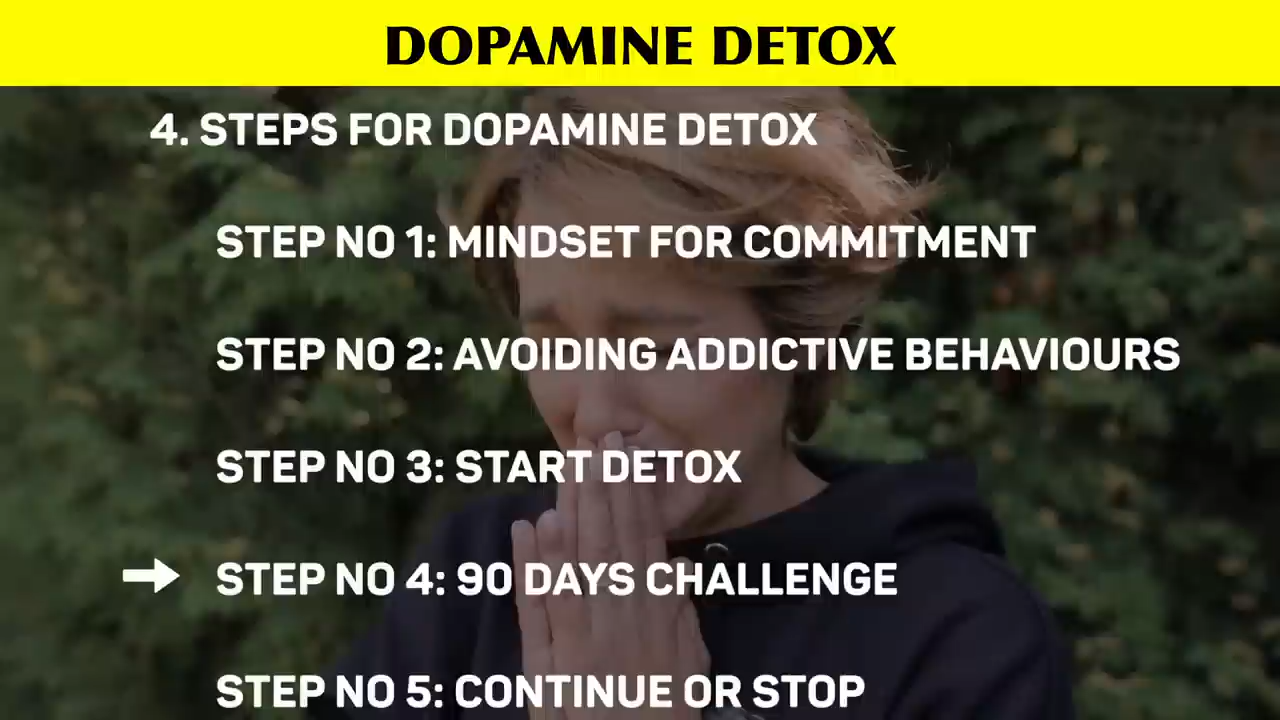 DOPAMINE DETOX
4. STEPS FOR DOPAMINE DETOX
STEP NO 1: MINDSET FOR COMMITMENT
STEP NO 2: AVOIDING ADDICTIVE BEHAVIOURS
STEP NO 3: START DETOX
STEP NO 4: 90 DAYS CHALLENGE
STEP NO 5: CONTINUE OR STOP